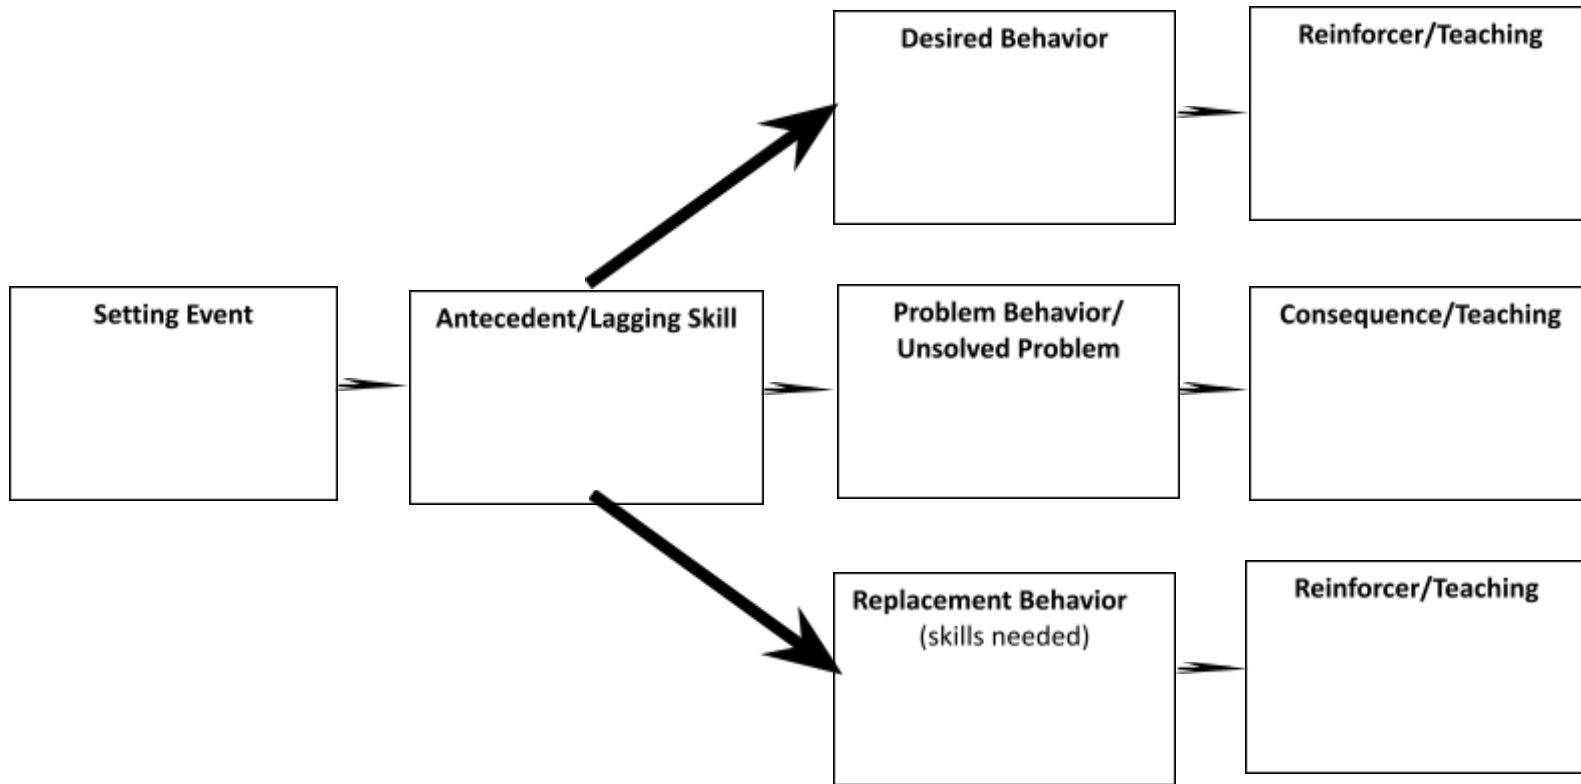 Desired Behavior
Reinforcer/Teaching
Setting Event
Antecedent/Lagging Skill
Problem Behavior/
Unsolved Problem
Consequence/Teaching
Replacement Behavior
(skills needed)
Reinforcer/Teaching